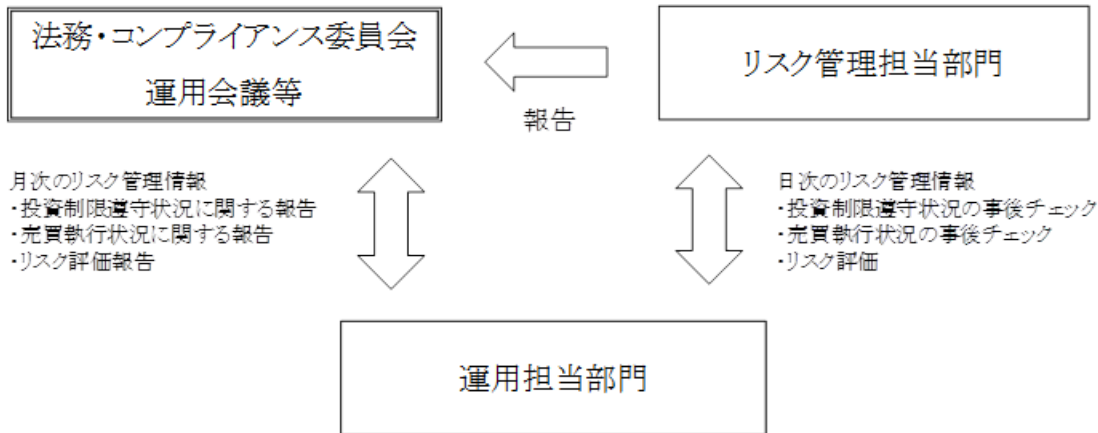 法務・コンプライアンス委員会
運用会議等
リスク管理担当部門
報告
月次のリスク管理情報
・投資制限遵守状況に関する報告
・売買執行状況に関する報告
・リスク評価報告
日次のリスク管理情報
・投資制限遵守状況の事後チェック
・売買執行状況の事後チェック
・リスク評価
運用担当部門